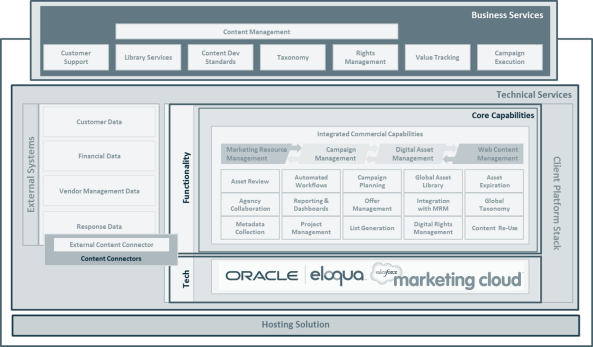 Business Services
Content Management
Customer
Support
Library Services
Content Dev
Standards
Taxonomy
Rights
Management
Value Tracking
Campaign
Execution
Technical Services
External Systems
Customer Data
Financial Data
Vendor Management Data
Response Data
External Content Connector
Content Connectors
Functionality
Core Capabilities
Integrated Commercial Capabilities
Marketing Resource
Management
Campaign
Management
Digital Asset
Management
Web Content
Management
Asset Review
Automated
Workflows
Campaign
Planning
Global Asset
Library
Asset
Expiration
Agency
Collaboration
Reporting &
Dashboards
Offer
Management
Integration
with MRM
Global
Taxonomy
Metadata
Collection
Project
Management
List Generation
Digital Rights
Management
Content Re-Use
Client Platform Stack
Tech
ORACLE
eloqua
salesforce
marketing cloud
Hosting Solution